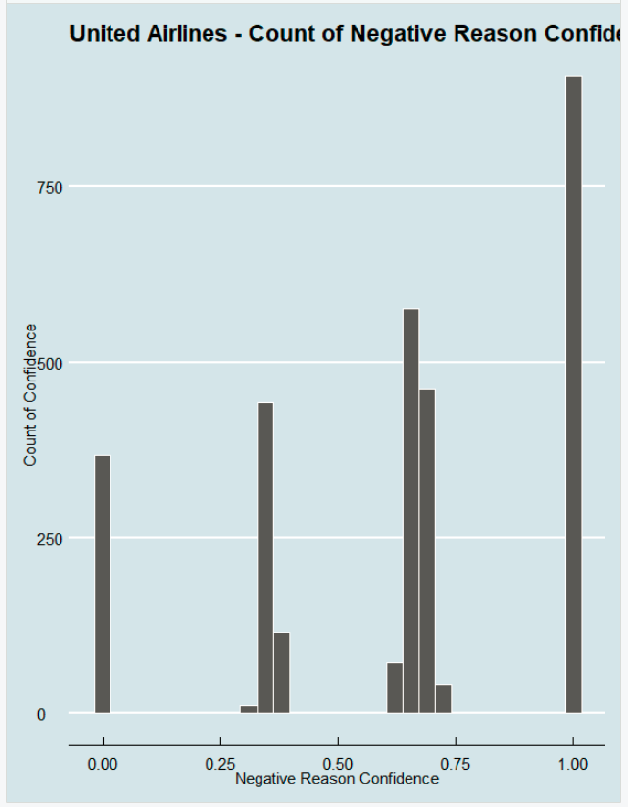 United Airlines - Count of Negative Reason Confide
750
500
250
0
Count of Confidence
0.00 0.25 0.50 0.75 1.00
Negative Reason Confidence